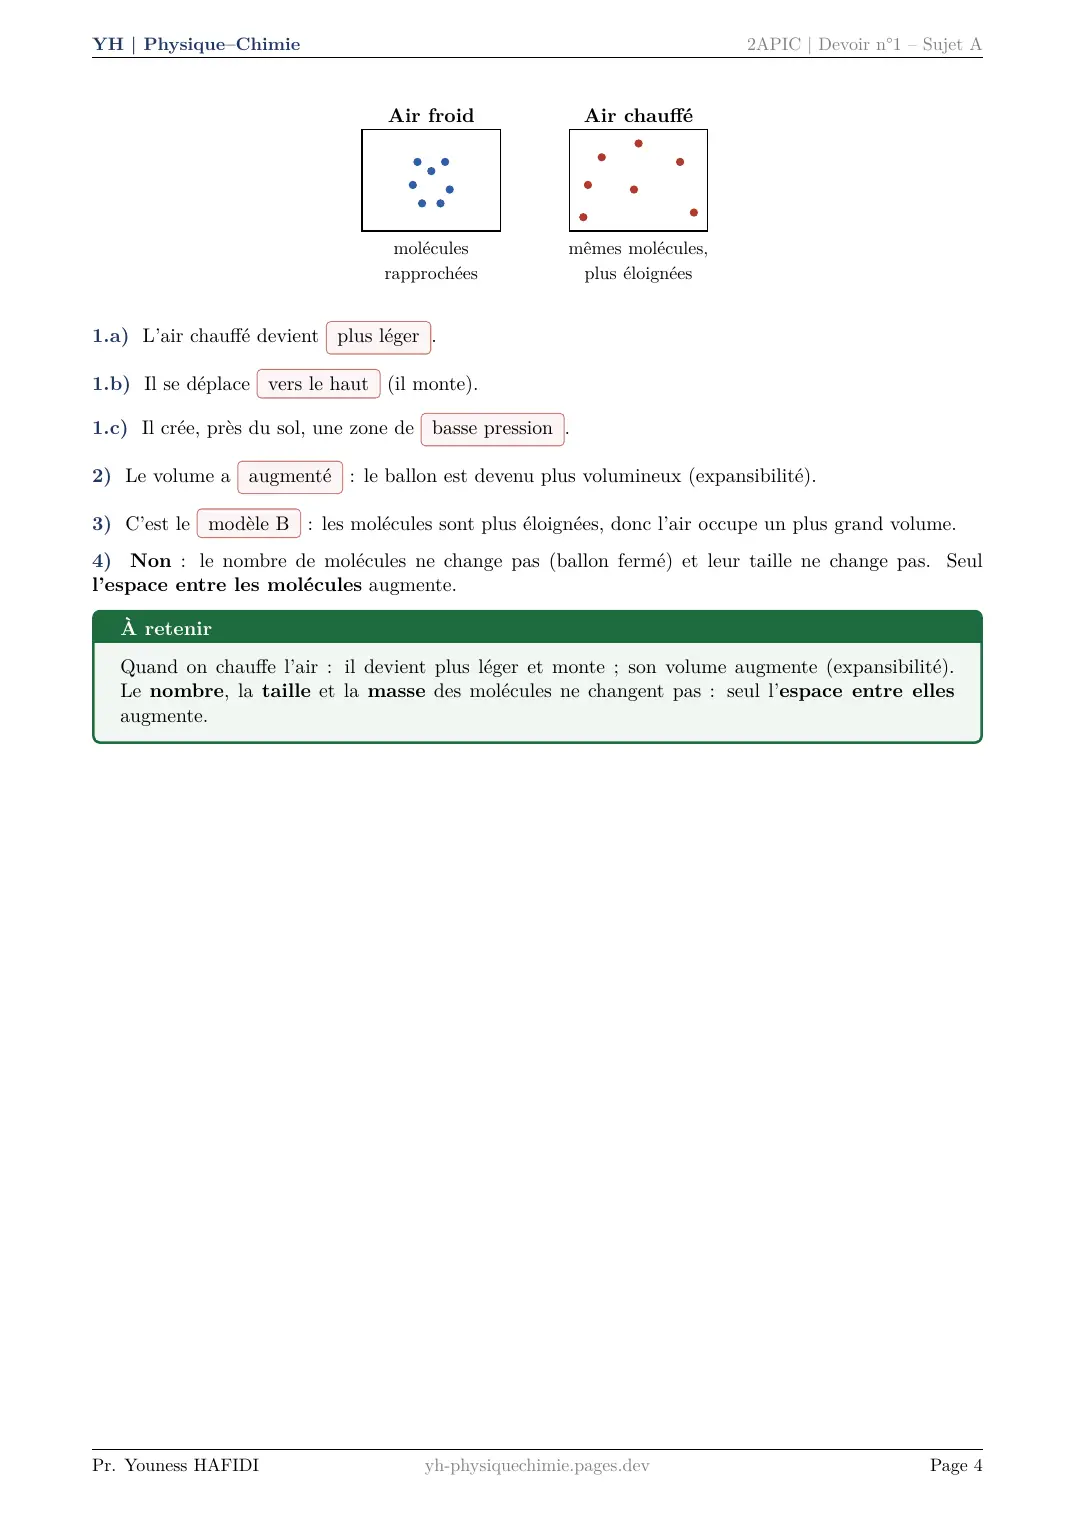 YH | Physique–Chimie
2APIC | Devoir n°1 – Sujet A
Air froid
Air chauffé
molécules
rapprochées
mêmes molécules,
plus éloignées
1.a) L'air chauffé devient plus léger.
1.b) Il se déplace vers le haut (il monte).
1.c) Il crée, près du sol, une zone de basse pression.
2) Le volume a augmenté : le ballon est devenu plus volumineux (expansibilité).
3) C'est le modèle B : les molécules sont plus éloignées, donc l'air occupe un plus grand volume.
4) Non : le nombre de molécules ne change pas (ballon fermé) et leur taille ne change pas. Seul
l'espace entre les molécules augmente.
À retenir
Quand on chauffe l'air : il devient plus léger et monte ; son volume augmente (expansibilité).
Le nombre, la taille et la masse des molécules ne changent pas : seul l'espace entre elles
augmente.
Pr. Youness HAFIDI
yh-physiquechimie.pages.dev
Page 4